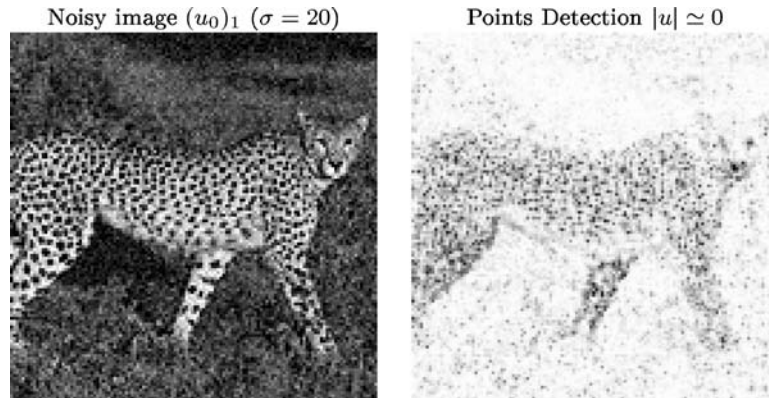 Noisy image (u₀)₁ (σ = 20)
Points Detection |u| ≃ 0